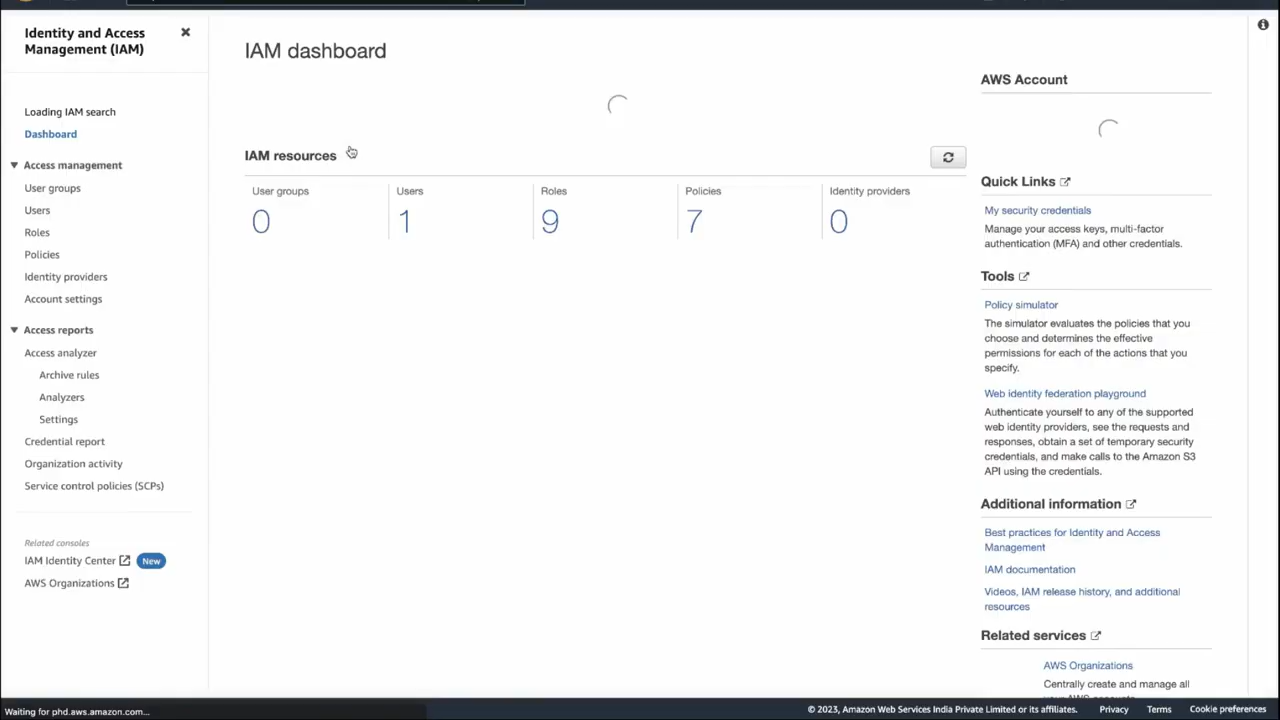 Identity and Access
Management (IAM)
Loading IAM search
Dashboard
Access management
User groups
Users
Roles
Policies
Identity providers
Account settings
Access reports
Access analyzer
Archive rules
Analyzers
Settings
Credential report
Organization activity
Service control policies (SCPs)
Related consoles
IAM Identity Center New
AWS Organizations
IAM dashboard
IAM resources
User groups
0
Users
1
Roles
9
Policies
7
Identity providers
0
AWS Account
Quick Links
My security credentials
Manage your access keys, multi-factor
authentication (MFA) and other credentials.
Tools
Policy simulator
The simulator evaluates the policies that you
choose and determines the effective
permissions for each of the actions that you
specify.
Web identity federation playground
Authenticate yourself to any of the supported
web identity providers, see the requests and
responses, obtain a set of temporary security
credentials, and make calls to the Amazon S3
API using the credentials.
Additional information
Best practices for Identity and Access
Management
IAM documentation
Videos, IAM release history, and additional
resources
Related services
AWS Organizations
Centrally create and manage all
your AWS accounts
Waiting for phd.aws.amazon.com...
© 2023, Amazon Web Services India Private Limited or its affiliates. Privacy Terms Cookie preferences